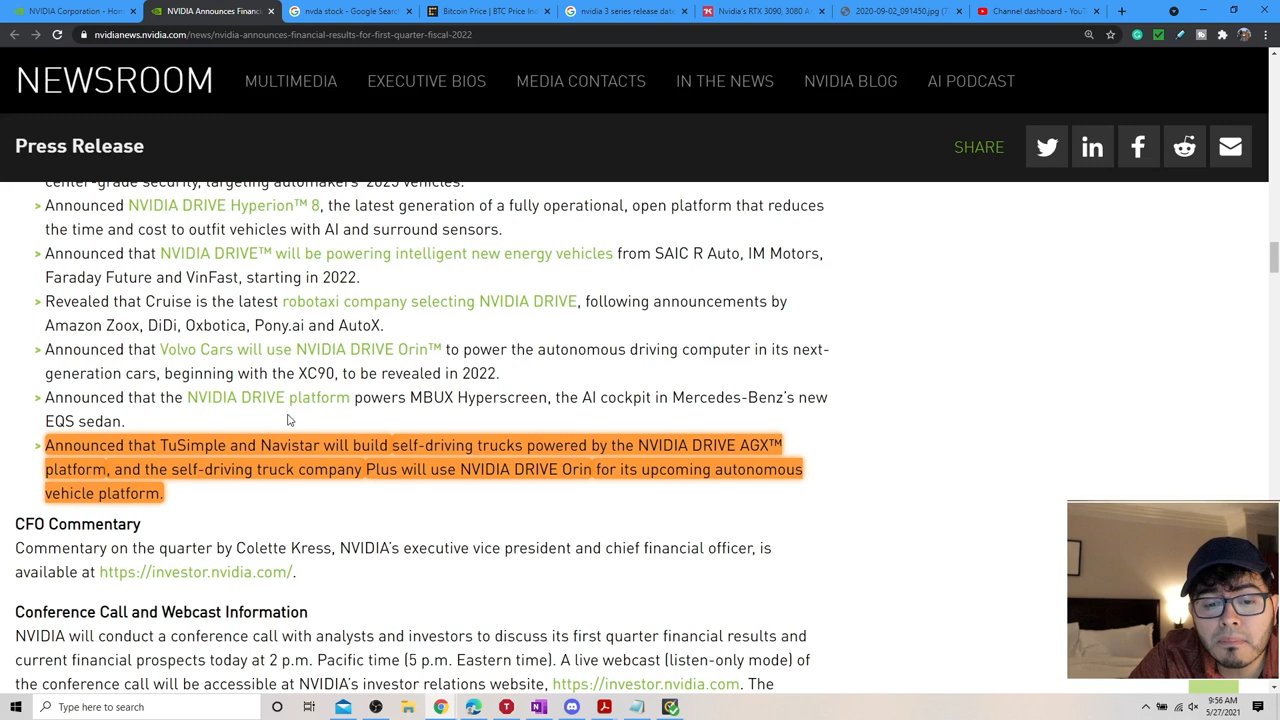 NVIDIA Corporation - Ho
NVIDIA Announces Financi
nvda stock - Google Search
Bitcoin Price | BTC Price In
nvidia 3 series release date
Nvidia's RTX 3090, 3080 A
2020-09-02_091450.jpg (T
Channel dashboard - YouT
nvidianews.nvidia.com/news/nvidia-announces-financial-results-for-first-quarter-fiscal-2022
NEWSROOM MULTIMEDIA EXECUTIVE BIOS MEDIA CONTACTS IN THE NEWS NVIDIA BLOG AI PODCAST
Press Release SHARE
center-grade security, targeting automakers' 2025 vehicles.
> Announced NVIDIA DRIVE Hyperion™ 8, the latest generation of a fully operational, open platform that reduces
the time and cost to outfit vehicles with AI and surround sensors.
> Announced that NVIDIA DRIVE™ will be powering intelligent new energy vehicles from SAIC R Auto, IM Motors,
Faraday Future and VinFast, starting in 2022.
> Revealed that Cruise is the latest robotaxi company selecting NVIDIA DRIVE, following announcements by
Amazon Zoox, DiDi, Oxbotica, Pony.ai and AutoX.
> Announced that Volvo Cars will use NVIDIA DRIVE Orin™ to power the autonomous driving computer in its next-
generation cars, beginning with the XC90, to be revealed in 2022.
> Announced that the NVIDIA DRIVE platform powers MBUX Hyperscreen, the AI cockpit in Mercedes-Benz's new
EQS sedan.
> Announced that TuSimple and Navistar will build self-driving trucks powered by the NVIDIA DRIVE AGX™
platform, and the self-driving truck company Plus will use NVIDIA DRIVE Orin for its upcoming autonomous
vehicle platform.
CFO Commentary
Commentary on the quarter by Colette Kress, NVIDIA's executive vice president and chief financial officer, is
available at https://investor.nvidia.com/.
Conference Call and Webcast Information
NVIDIA will conduct a conference call with analysts and investors to discuss its first quarter financial results and
current financial prospects today at 2 p.m. Pacific time (5 p.m. Eastern time). A live webcast (listen-only mode) of
the conference call will be accessible at NVIDIA's investor relations website, https://investor.nvidia.com. The
Type here to search
9:56 AM
5/27/2021